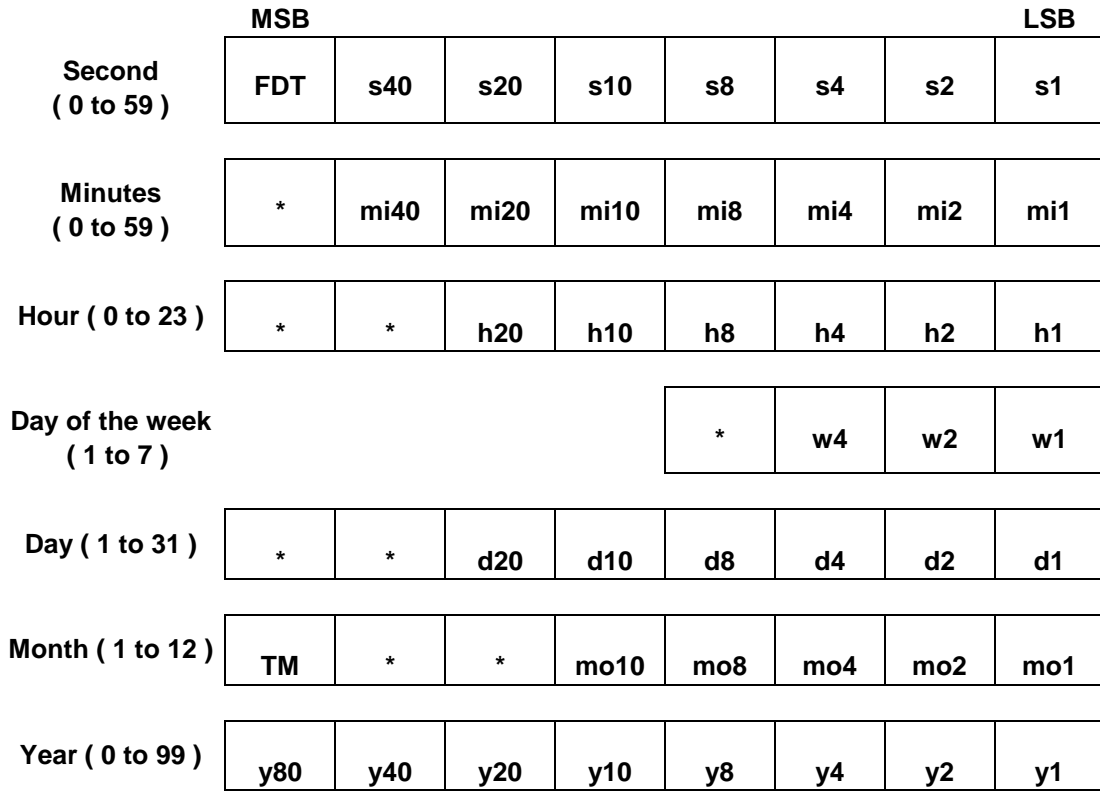 MSB LSB
Second
( 0 to 59 )
FDT s40 s20 s10 s8 s4 s2 s1
Minutes
( 0 to 59 )
* mi40 mi20 mi10 mi8 mi4 mi2 mi1
Hour ( 0 to 23 )
* * h20 h10 h8 h4 h2 h1
Day of the week
( 1 to 7 )
* w4 w2 w1
Day ( 1 to 31 )
* * d20 d10 d8 d4 d2 d1
Month ( 1 to 12 )
TM * * mo10 mo8 mo4 mo2 mo1
Year ( 0 to 99 )
y80 y40 y20 y10 y8 y4 y2 y1